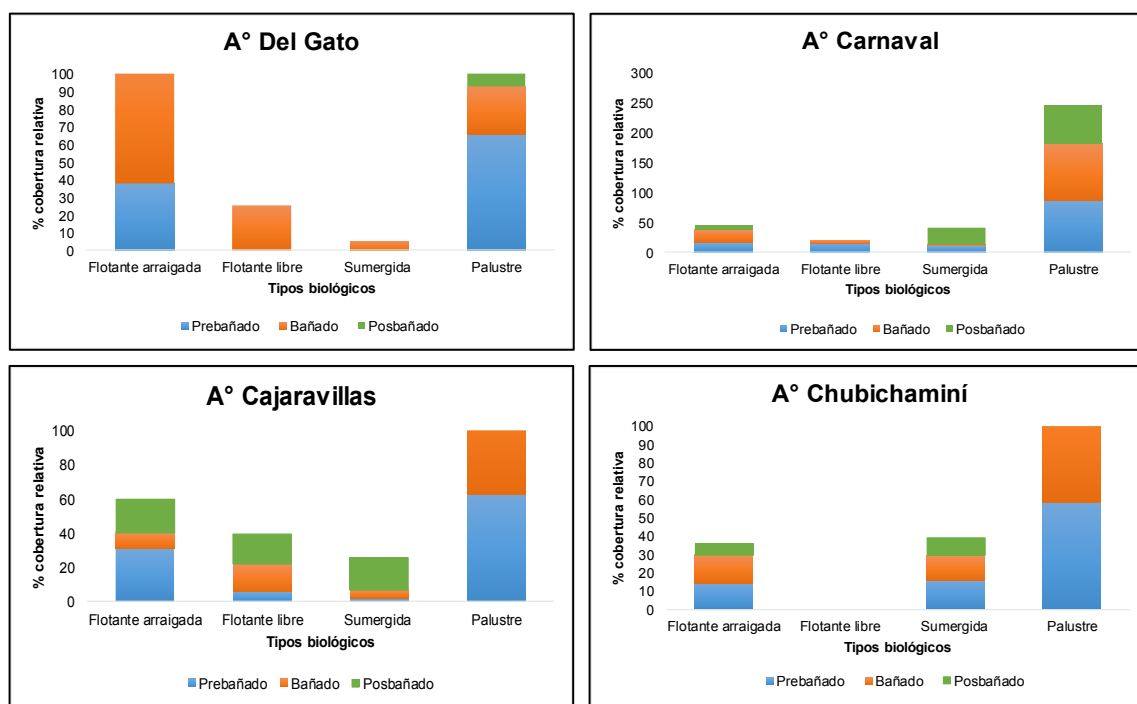 A° Del Gato
% cobertura relativa
100
90
80
70
60
50
40
30
20
10
0
Flotante arraigada Flotante libre Sumergida Palustre
Tipos biológicos
Prebañado Bañado Posbañado
A° Carnaval
% cobertura relativa
300
250
200
150
100
50
0
Flotante arraigada Flotante libre Sumergida Palustre
Tipos biológicos
Prebañado Bañado Posbañado
A° Cajaravillas
% cobertura relativa
100
80
60
40
20
0
Flotante arraigada Flotante libre Sumergida Palustre
Tipos biológicos
Prebañado Bañado Posbañado
A° Chubichaminí
% cobertura relativa
100
90
80
70
60
50
40
30
20
10
0
Flotante arraigada Flotante libre Sumergida Palustre
Tipos biológicos
Prebañado Bañado Posbañado